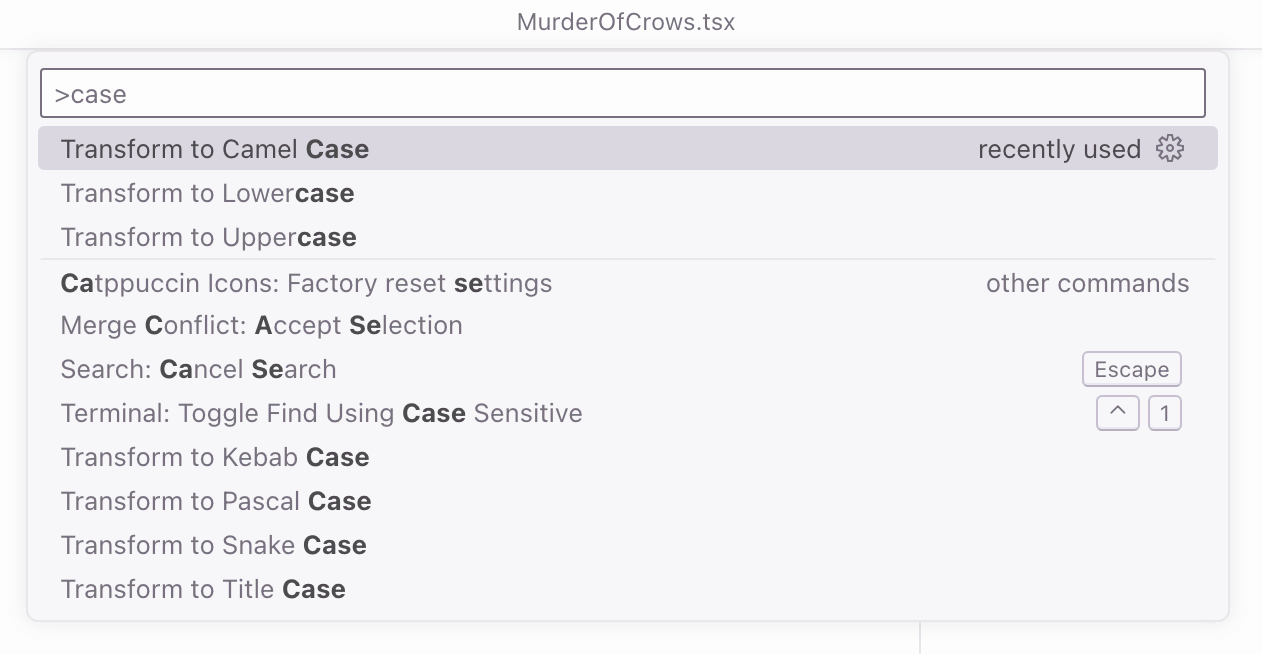 MurderOfCrows.tsx
>case
Transform to Camel Case recently used
Transform to Lowercase
Transform to Uppercase
Catppuccin Icons: Factory reset settings other commands
Merge Conflict: Accept Selection
Search: Cancel Search Escape
Terminal: Toggle Find Using Case Sensitive ^ 1
Transform to Kebab Case
Transform to Pascal Case
Transform to Snake Case
Transform to Title Case